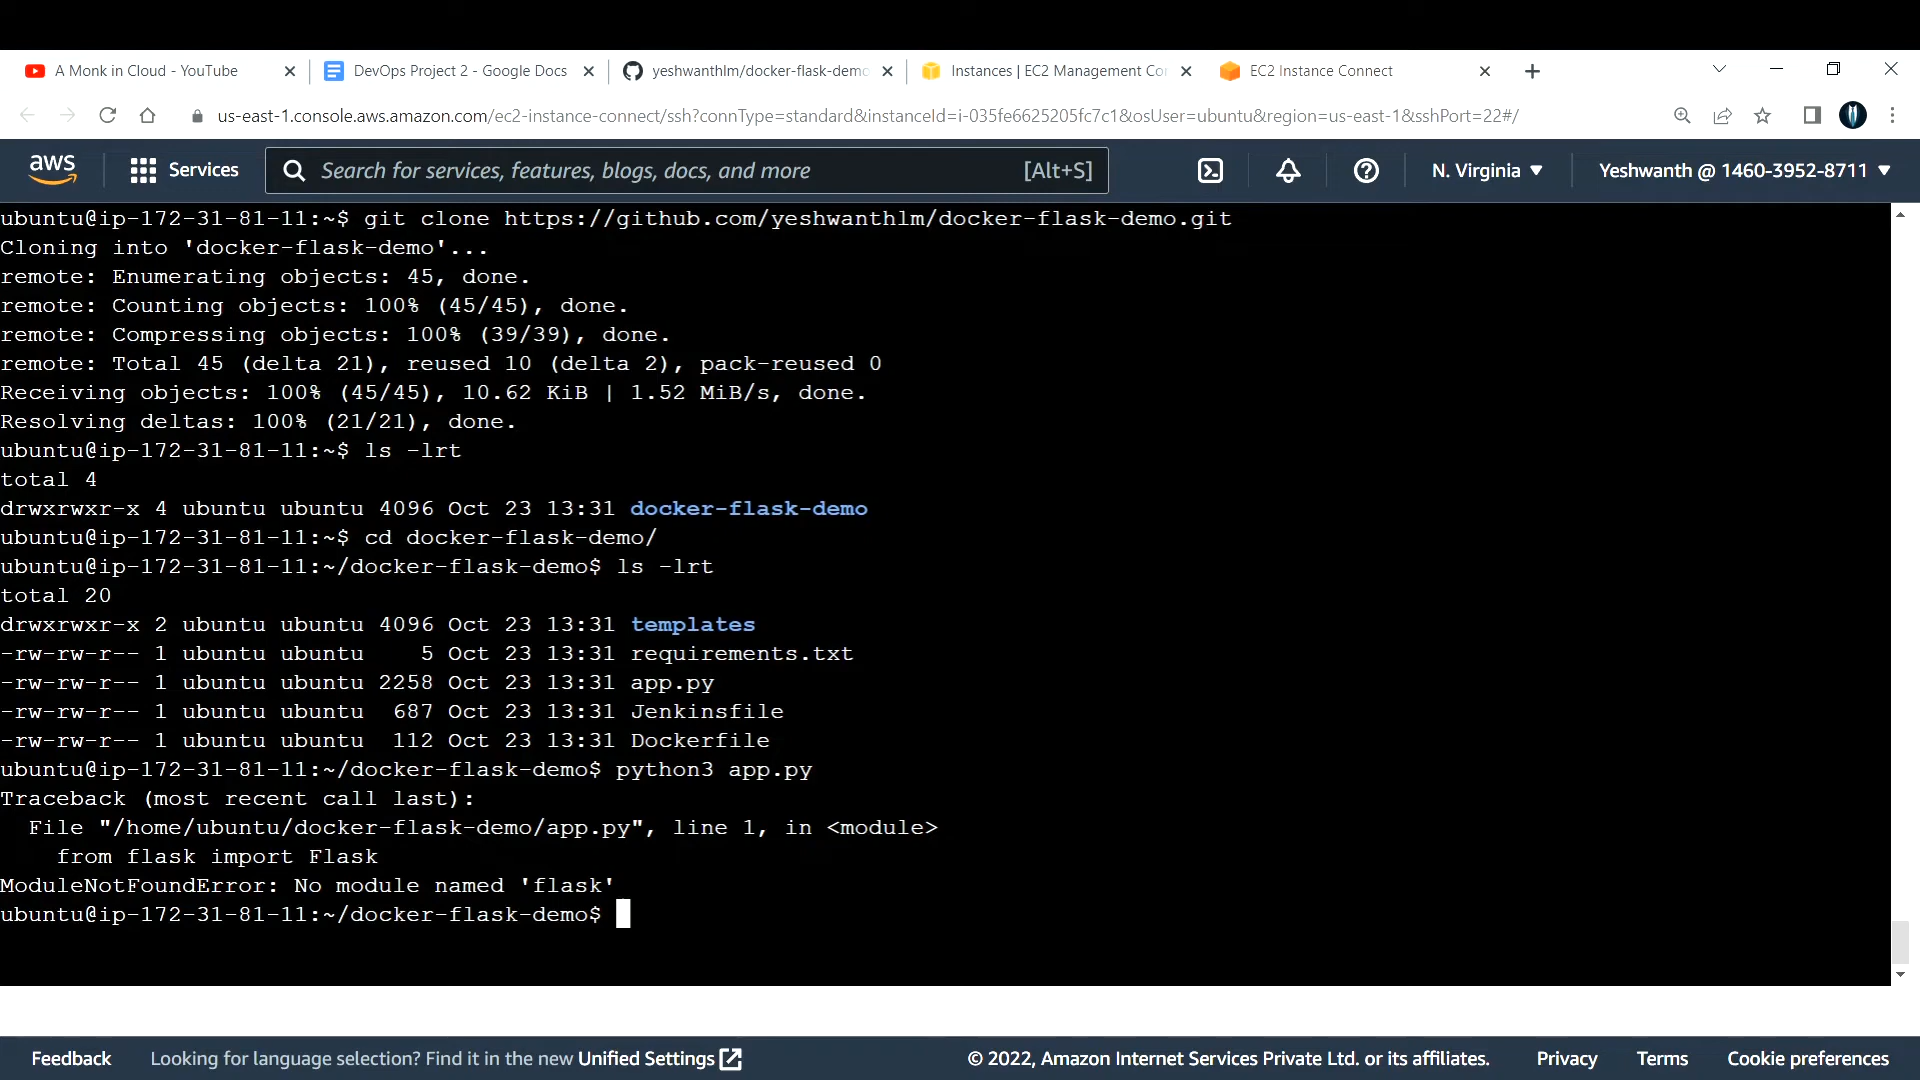 A Monk in Cloud - YouTube
DevOps Project 2 - Google Docs
yeshwanthlm/docker-flask-demo
Instances | EC2 Management Co
EC2 Instance Connect
us-east-1.console.aws.amazon.com/ec2-instance-connect/ssh?connType=standard&instanceId=i-035fe6625205fc7c1&osUser=ubuntu&region=us-east-1&sshPort=22#/
aws
Services
Search for services, features, blogs, docs, and more
[Alt+S]
N. Virginia
Yeshwanth @ 1460-3952-8711
ubuntu@ip-172-31-81-11:~$ git clone https://github.com/yeshwanthlm/docker-flask-demo.git
Cloning into 'docker-flask-demo'...
remote: Enumerating objects: 45, done.
remote: Counting objects: 100% (45/45), done.
remote: Compressing objects: 100% (39/39), done.
remote: Total 45 (delta 21), reused 10 (delta 2), pack-reused 0
Receiving objects: 100% (45/45), 10.62 KiB | 1.52 MiB/s, done.
Resolving deltas: 100% (21/21), done.
ubuntu@ip-172-31-81-11:~$ ls -lrt
total 4
drwxrwxr-x 4 ubuntu ubuntu 4096 Oct 23 13:31 docker-flask-demo
ubuntu@ip-172-31-81-11:~$ cd docker-flask-demo/
ubuntu@ip-172-31-81-11:~/docker-flask-demo$ ls -lrt
total 20
drwxrwxr-x 2 ubuntu ubuntu 4096 Oct 23 13:31 templates
-rw-rw-r-- 1 ubuntu ubuntu    5 Oct 23 13:31 requirements.txt
-rw-rw-r-- 1 ubuntu ubuntu 2258 Oct 23 13:31 app.py
-rw-rw-r-- 1 ubuntu ubuntu  687 Oct 23 13:31 Jenkinsfile
-rw-rw-r-- 1 ubuntu ubuntu  112 Oct 23 13:31 Dockerfile
ubuntu@ip-172-31-81-11:~/docker-flask-demo$ python3 app.py
Traceback (most recent call last):
  File "/home/ubuntu/docker-flask-demo/app.py", line 1, in <module>
    from flask import Flask
ModuleNotFoundError: No module named 'flask'
ubuntu@ip-172-31-81-11:~/docker-flask-demo$
Feedback
Looking for language selection? Find it in the new Unified Settings
© 2022, Amazon Internet Services Private Ltd. or its affiliates.
Privacy
Terms
Cookie preferences